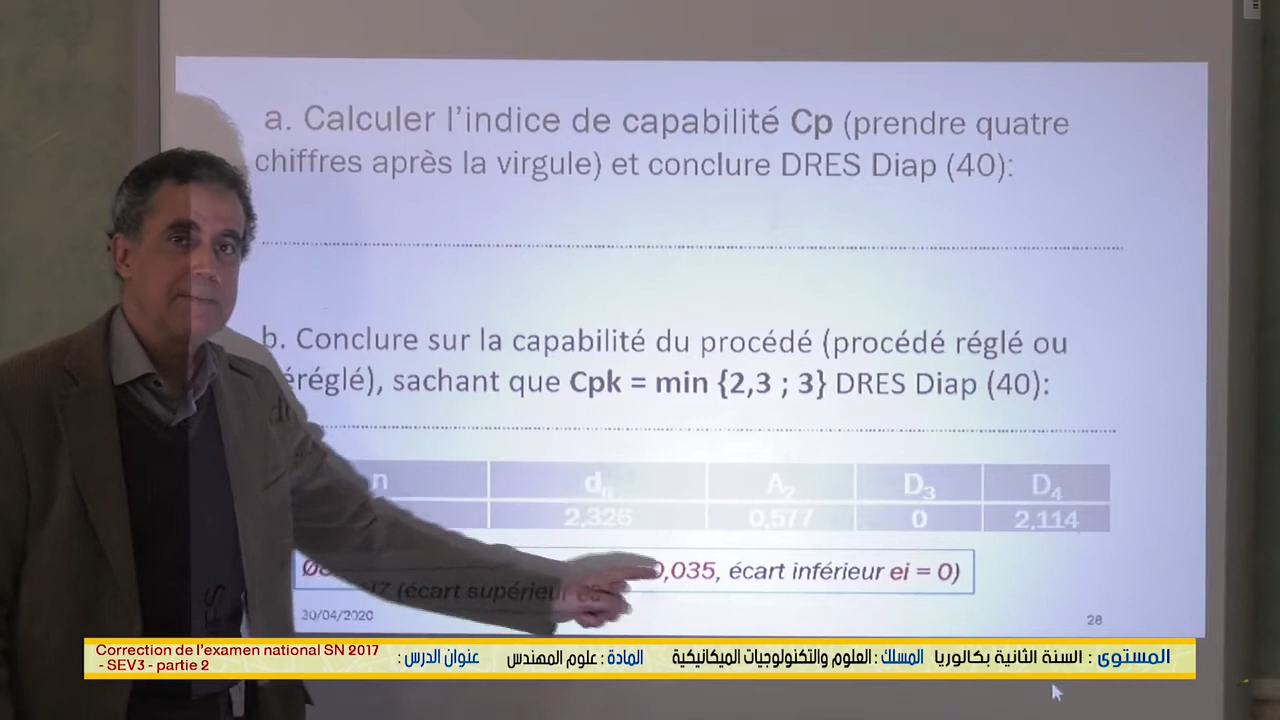 a. Calculer l'indice de capabilité Cp (prendre quatre
chiffres après la virgule) et conclure DRES Diap (40):
b. Conclure sur la capabilité du procédé (procédé réglé ou
éréglé), sachant que Cpk = min {2,3 ; 3} DRES Diap (40):
n dn A2 D3 D4
2,326 0,577 0 2,114
(écart supérieur 0,035, écart inférieur ei = 0)
30/04/2020
28
Correction de l'examen national SN 2017
- SEV3 - partie 2
المستوى : السنة الثانية بكالوريا المسلك : العلوم والتكنولوجيات الميكانيكية المادة : علوم المهندس عنوان الدرس :